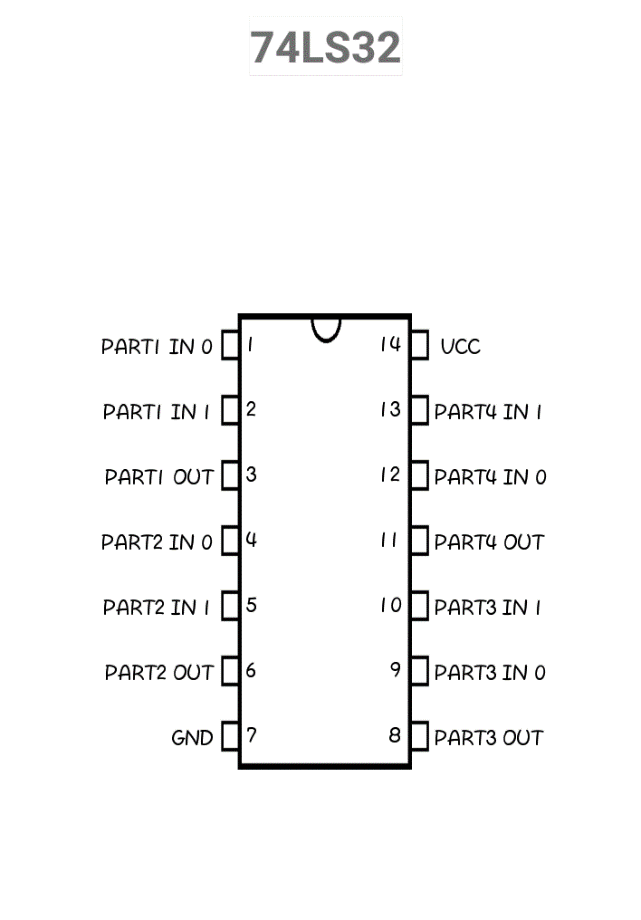 74LS32
PART1 IN 0 1 14 VCC
PART1 IN 1 2 13 PART4 IN 1
PART1 OUT 3 12 PART4 IN 0
PART2 IN 0 4 11 PART4 OUT
PART2 IN 1 5 10 PART3 IN 1
PART2 OUT 6 9 PART3 IN 0
GND 7 8 PART3 OUT